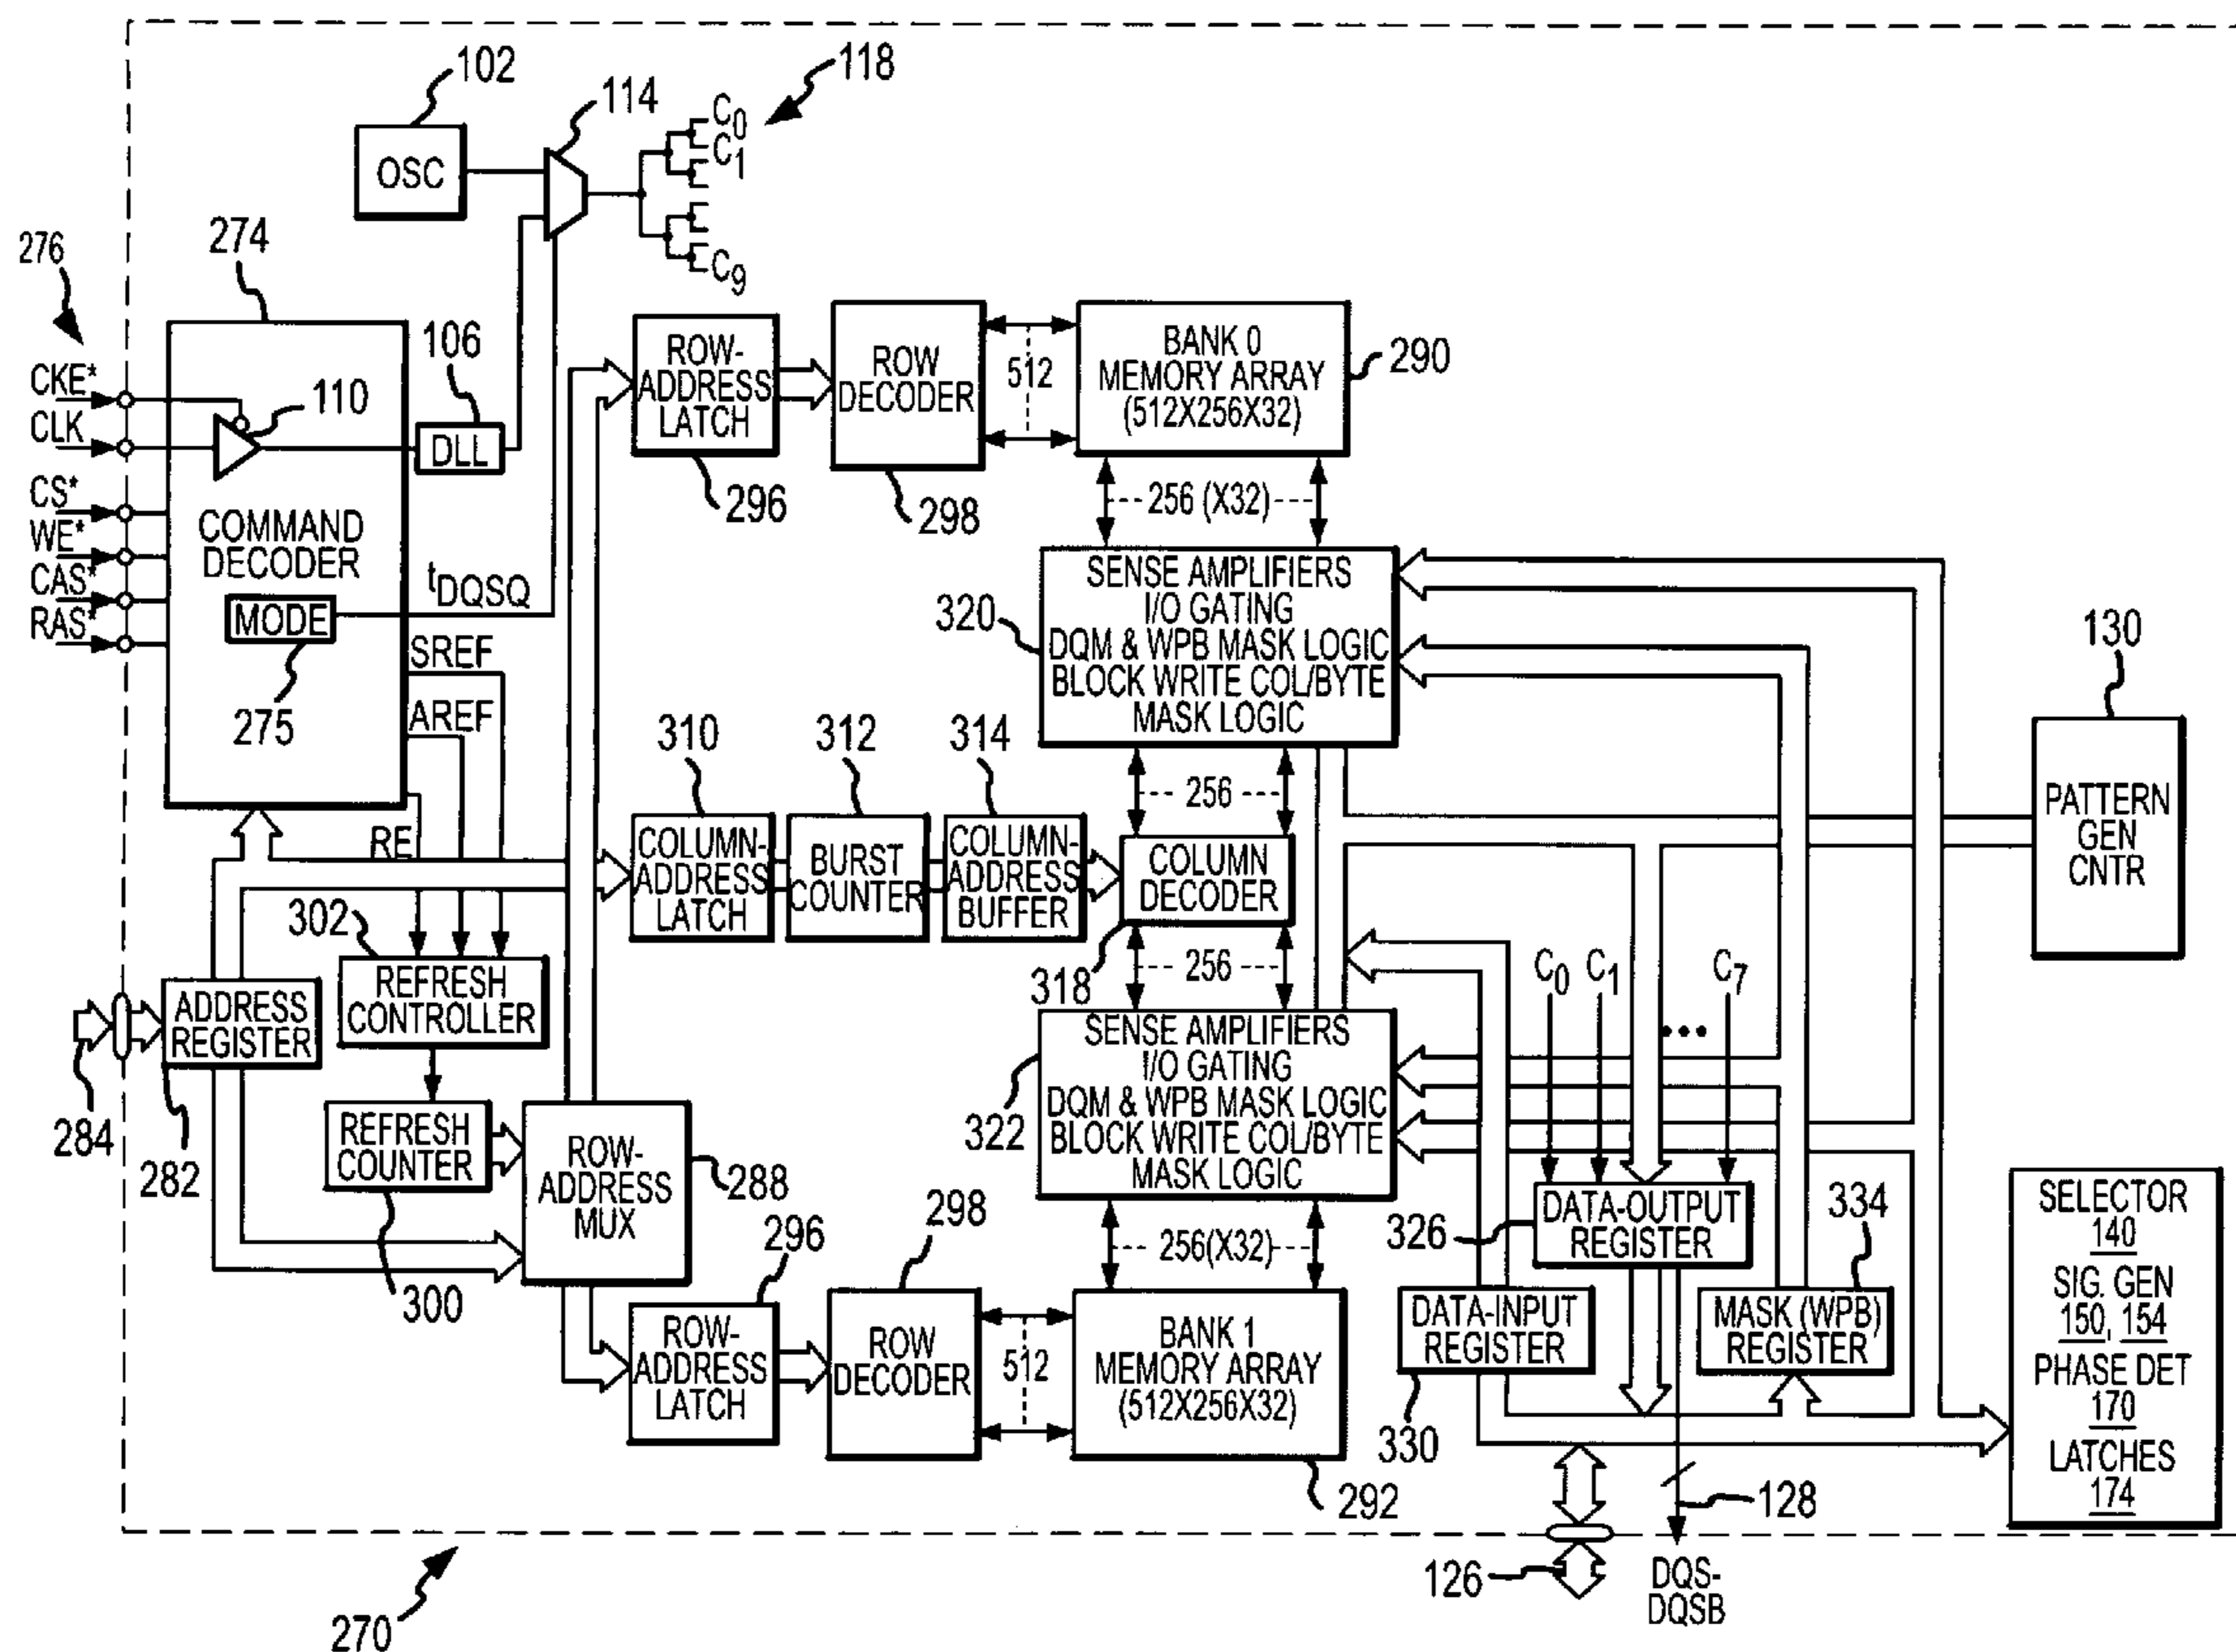 102
114
118
C0
C1
C9
OSC
276
274
106
CKE*
CLK
110
DLL
CS*
WE*
CAS*
RAS*
COMMAND
DECODER
MODE
275
tDQSQ
SREF
AREF
RE
ROW-
ADDRESS
LATCH
296
ROW
DECODER
298
512
BANK 0
MEMORY ARRAY
(512X256X32)
290
256 (X32)
320
SENSE AMPLIFIERS
I/O GATING
DQM & WPB MASK LOGIC
BLOCK WRITE COL/BYTE
MASK LOGIC
130
PATTERN
GEN
CNTR
310
312
314
COLUMN-
ADDRESS
LATCH
BURST
COUNTER
COLUMN-
ADDRESS
BUFFER
256
COLUMN
DECODER
318
256
302
REFRESH
CONTROLLER
ADDRESS
REGISTER
284
282
REFRESH
COUNTER
300
ROW-
ADDRESS
MUX
288
322
SENSE AMPLIFIERS
I/O GATING
DQM & WPB MASK LOGIC
BLOCK WRITE COL/BYTE
MASK LOGIC
C0
C1
C7
•••
326
DATA-OUTPUT
REGISTER
334
256(X32)
296
298
ROW-
ADDRESS
LATCH
ROW
DECODER
512
BANK 1
MEMORY ARRAY
(512X256X32)
292
DATA-INPUT
REGISTER
330
MASK (WPB)
REGISTER
SELECTOR
140
SIG. GEN
150, 154
PHASE DET
170
LATCHES
174
128
126
DQS-
DQSB
270